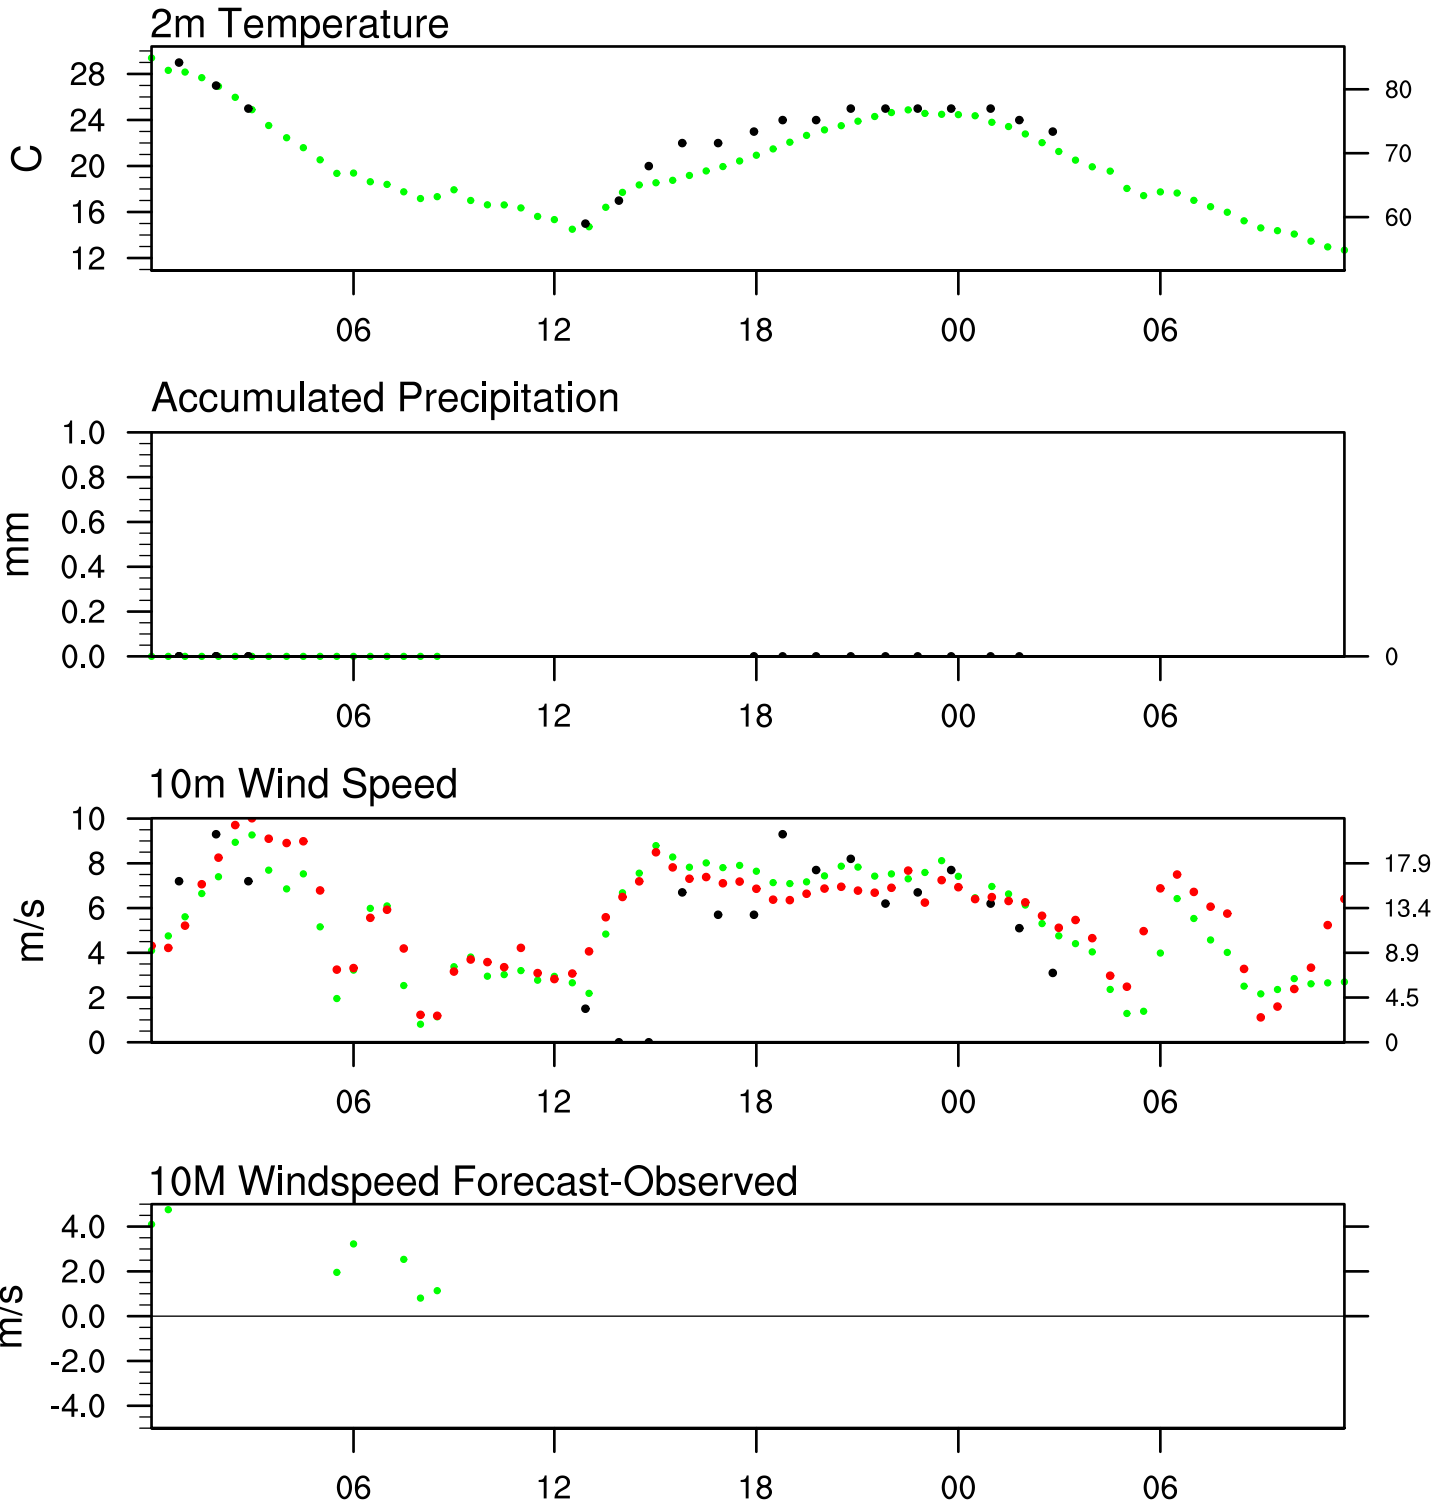 2m Temperature
28
24
20
16
12
C
80
70
60
06 12 18 00 06
Accumulated Precipitation
1.0
0.8
0.6
0.4
0.2
0.0
mm
0
06 12 18 00 06
10m Wind Speed
10
8
6
4
2
0
m/s
17.9
13.4
8.9
4.5
0
06 12 18 00 06
10M Windspeed Forecast-Observed
4.0
2.0
0.0
-2.0
-4.0
m/s
06 12 18 00 06